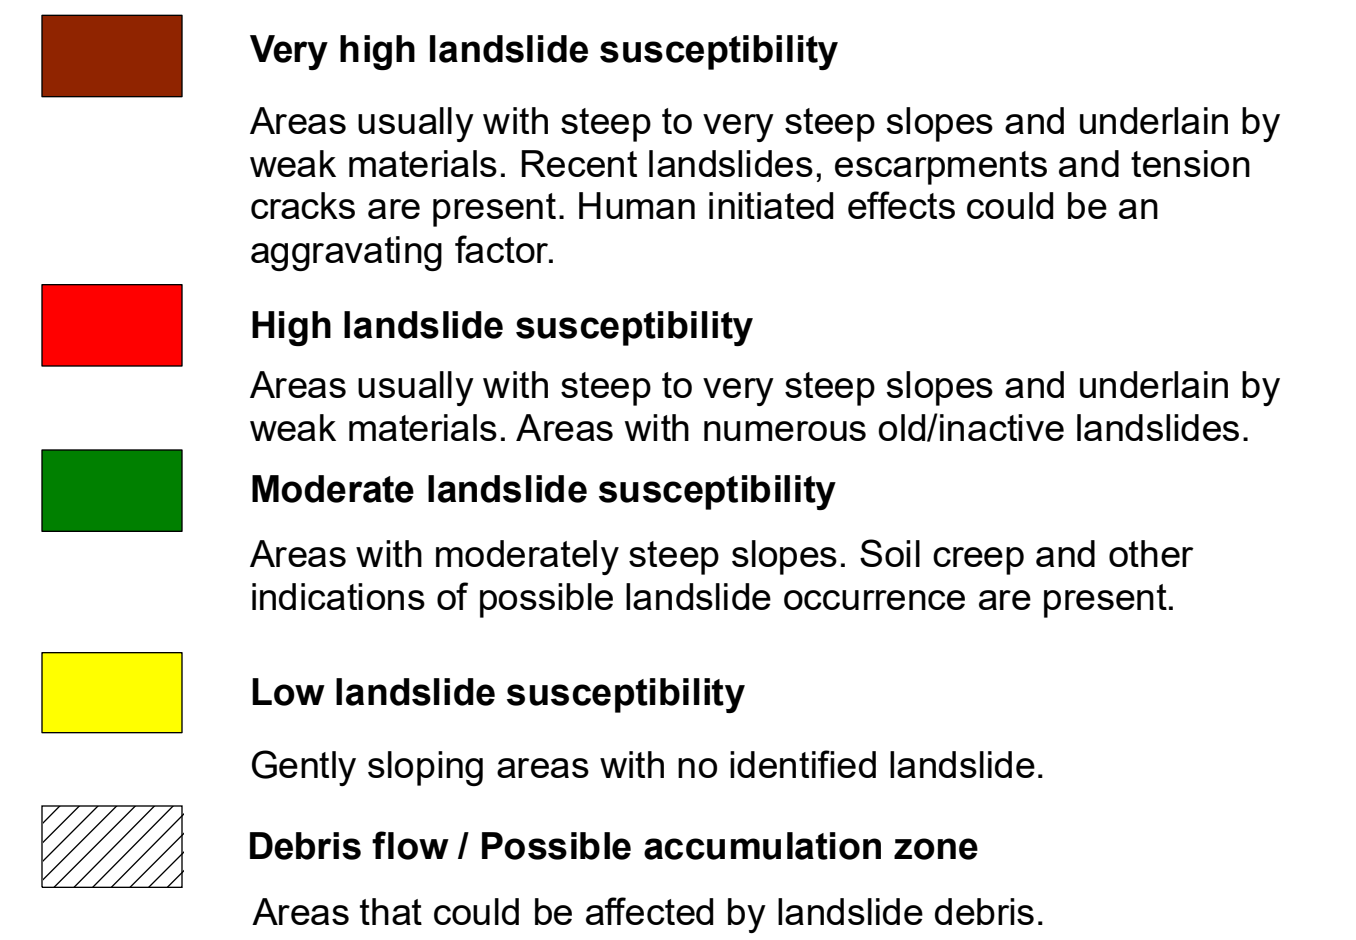 Very high landslide susceptibility
Areas usually with steep to very steep slopes and underlain by
weak materials. Recent landslides, escarpments and tension
cracks are present. Human initiated effects could be an
aggravating factor.
High landslide susceptibility
Areas usually with steep to very steep slopes and underlain by
weak materials. Areas with numerous old/inactive landslides.
Moderate landslide susceptibility
Areas with moderately steep slopes. Soil creep and other
indications of possible landslide occurrence are present.
Low landslide susceptibility
Gently sloping areas with no identified landslide.
Debris flow / Possible accumulation zone
Areas that could be affected by landslide debris.